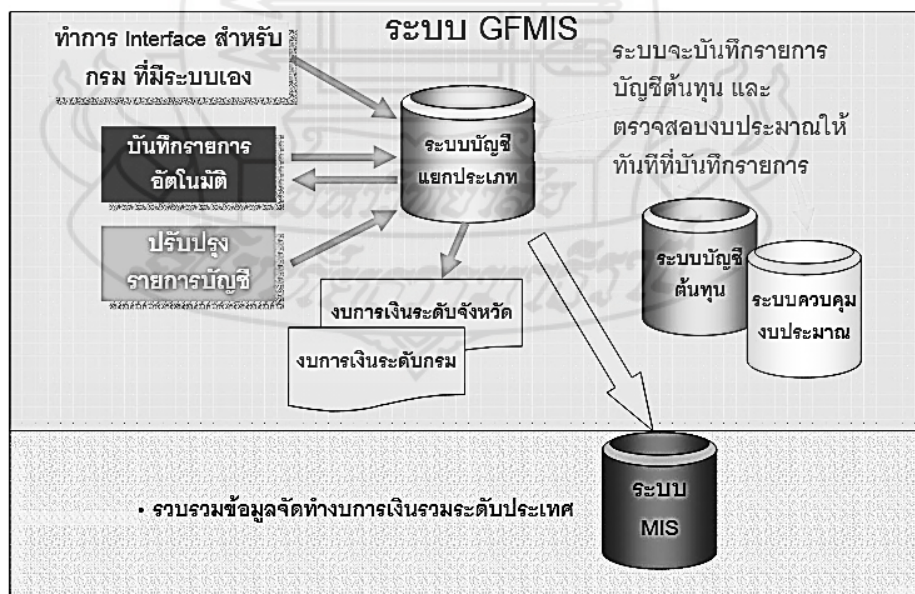 ระบบ GFMIS
ทำการ Interface สำหรับ
กรม ที่มีระบบเอง
บันทึกรายการ
อัตโนมัติ
ปรับปรุง
รายการบัญชี
ระบบบัญชี
แยกประเภท
งบการเงินระดับจังหวัด
งบการเงินระดับกรม
ระบบจะบันทึกรายการ
บัญชีต้นทุน และ
ตรวจสอบงบประมาณให้
ทันทีที่บันทึกรายการ
ระบบบัญชี
ต้นทุน
ระบบควบคุม
งบประมาณ
• รวบรวมข้อมูลจัดทำงบการเงินรวมระดับประเทศ
ระบบ
MIS